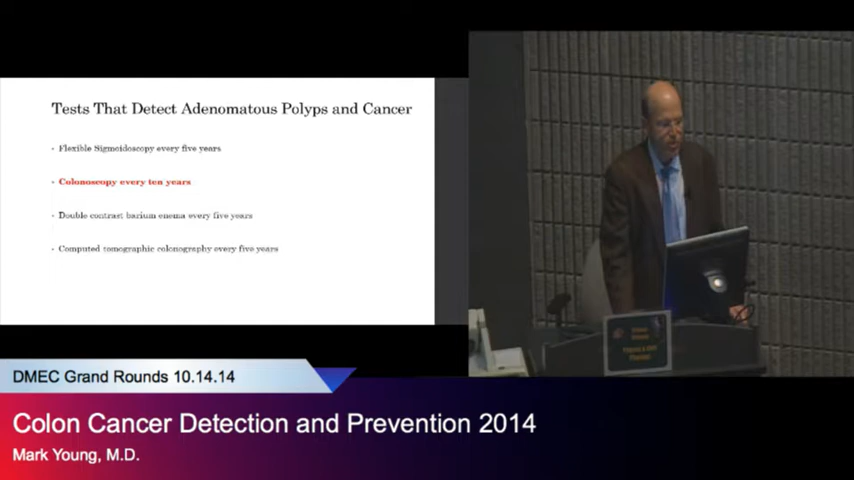 Tests That Detect Adenomatous Polyps and Cancer
Flexible Sigmoidoscopy every five years
Colonoscopy every ten years
Double contrast barium enema every five years
Computed tomographic colonography every five years
DMEC Grand Rounds 10.14.14
Colon Cancer Detection and Prevention 2014
Mark Young, M.D.